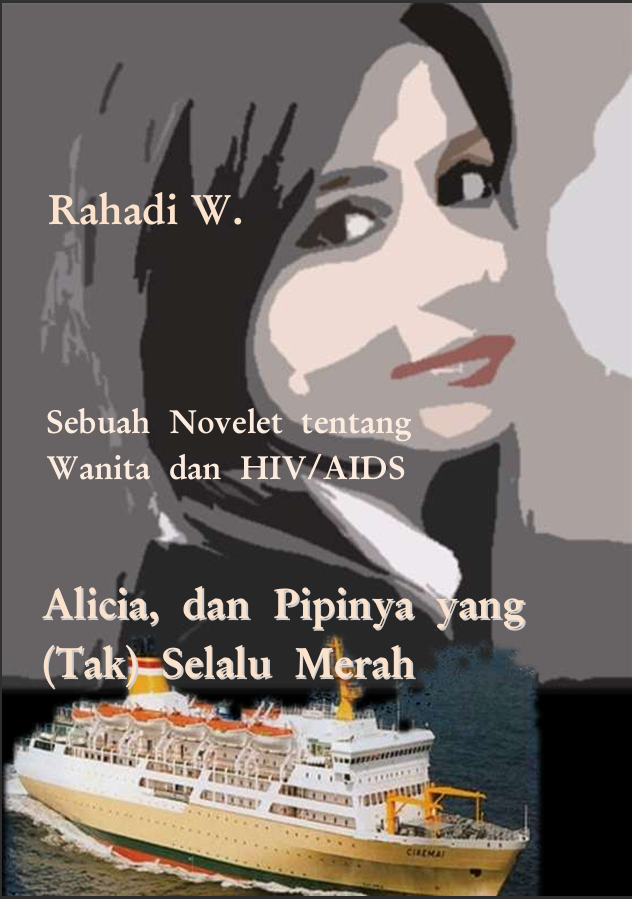 Rahadi W.
Sebuah Novelet tentang
Wanita dan HIV/AIDS
Alicia, dan Pipinya yang
(Tak) Selalu Merah
CIREMAI